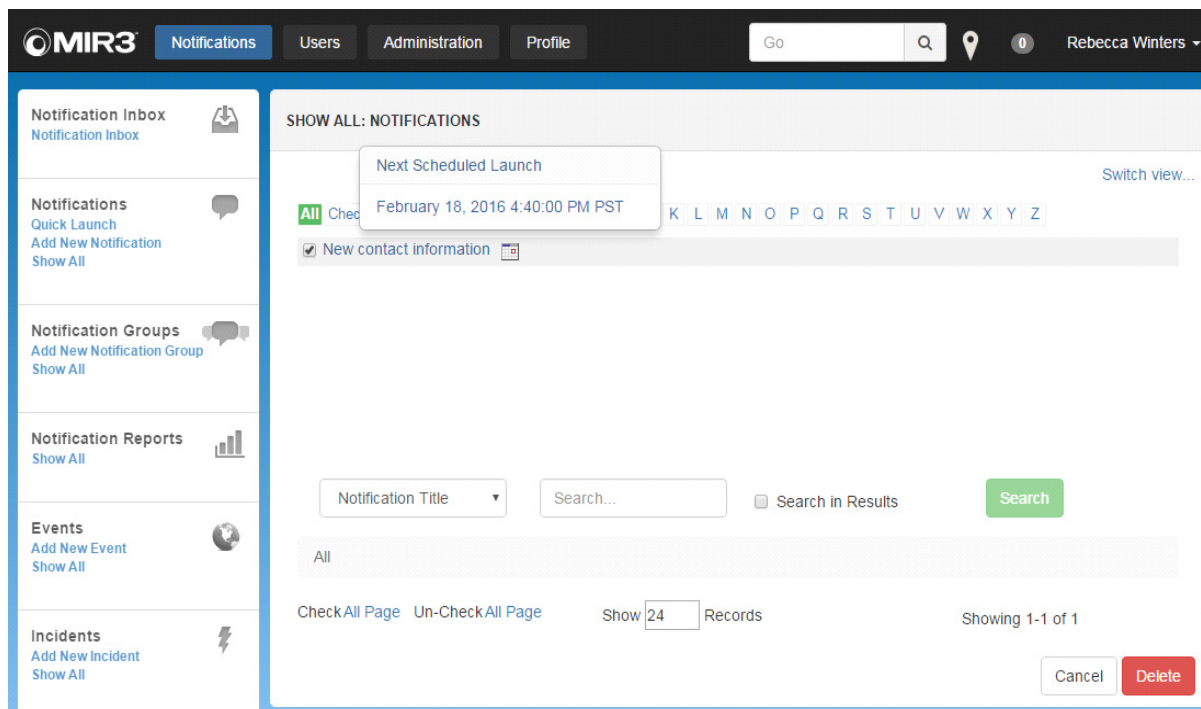 MIR3 Notifications Users Administration Profile Go 0 Rebecca Winters
Notification Inbox
Notification Inbox
Notifications
Quick Launch
Add New Notification
Show All
Notification Groups
Add New Notification Group
Show All
Notification Reports
Show All
Events
Add New Event
Show All
Incidents
Add New Incident
Show All
SHOW ALL: NOTIFICATIONS
Next Scheduled Launch
February 18, 2016 4:40:00 PM PST
Switch view...
All K L M N O P Q R S T U V W X Y Z
New contact information
Notification Title Search... Search in Results Search
All
Check All Page Un-Check All Page Show 24 Records Showing 1-1 of 1
Cancel Delete